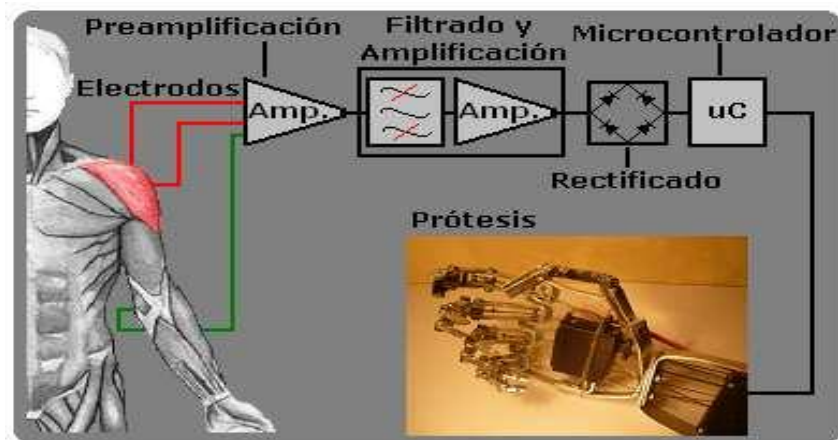 Preamplificación
Filtrado y
Amplificación
Microcontrolador
Electrodos
Amp.
Amp.
uC
Rectificado
Prótesis